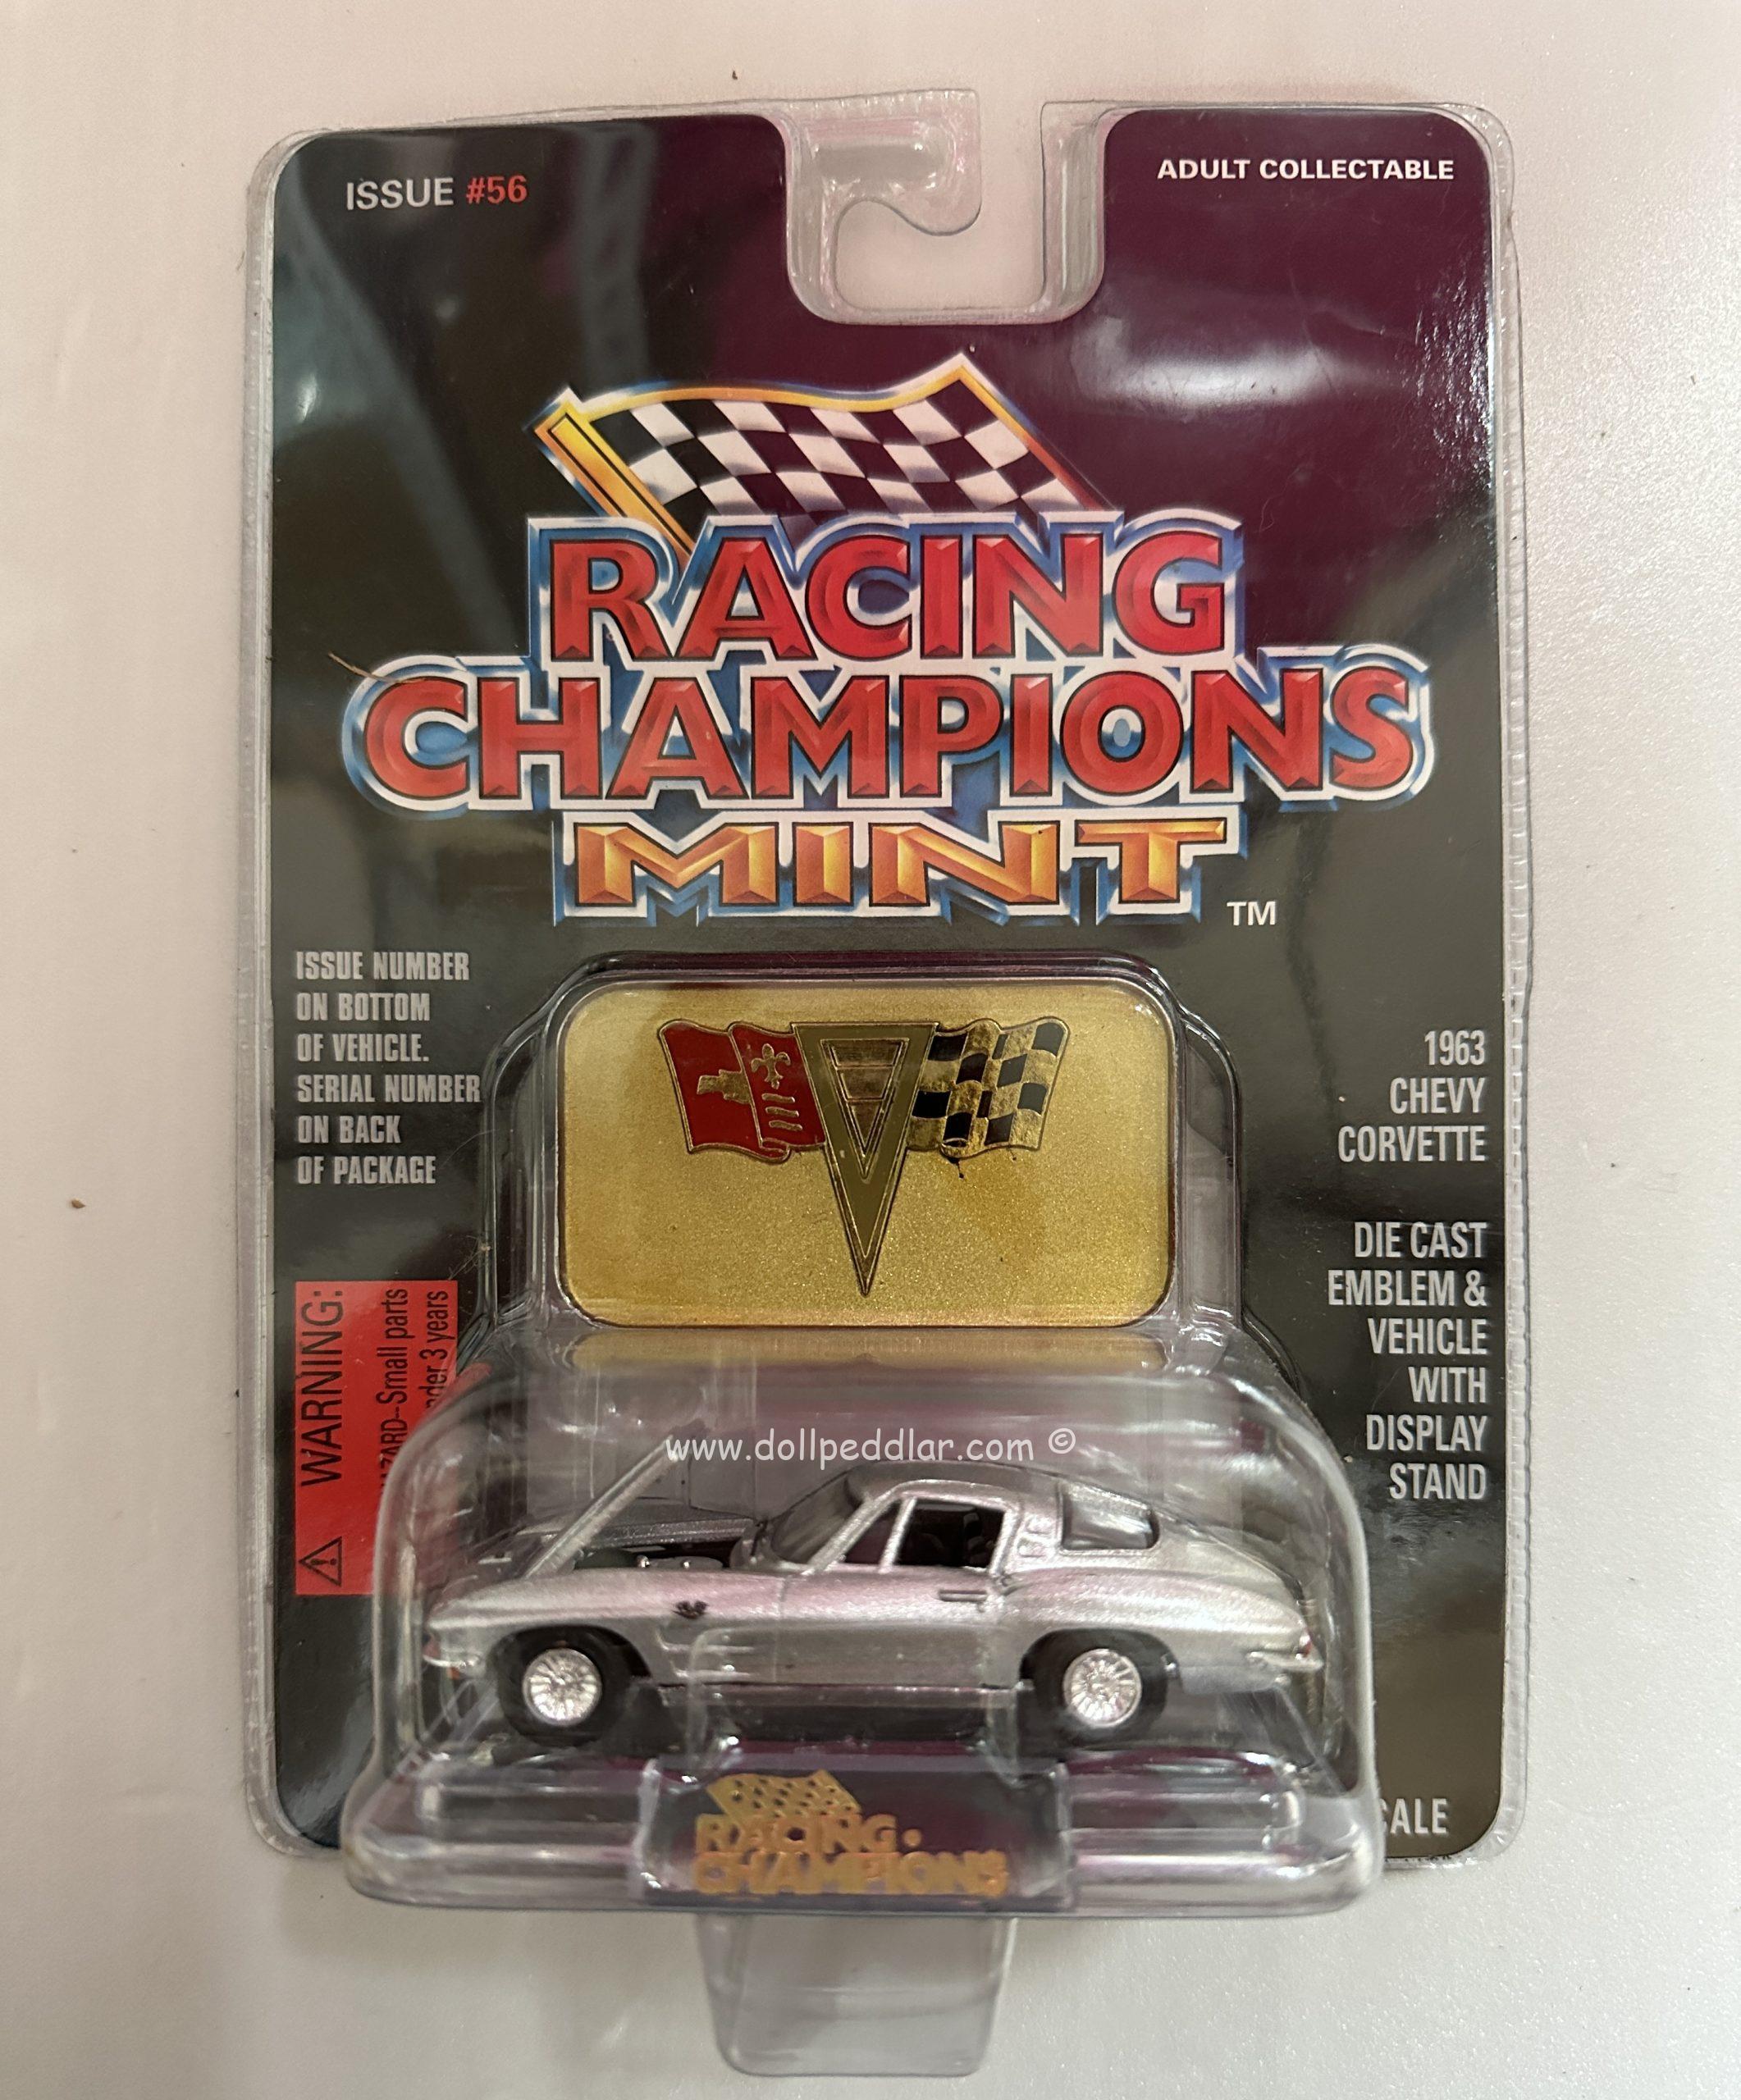 ISSUE #56
ADULT COLLECTABLE
RACING
CHAMPIONS
MINT
TM
ISSUE NUMBER
ON BOTTOM
OF VEHICLE.
SERIAL NUMBER
ON BACK
OF PACKAGE
1963
CHEVY
CORVETTE
DIE CAST
EMBLEM &
VEHICLE
WITH
DISPLAY
STAND
WARNING:
Small parts
3 years
www.dollpeddlar.com ©
RACING
CHAMPIONS